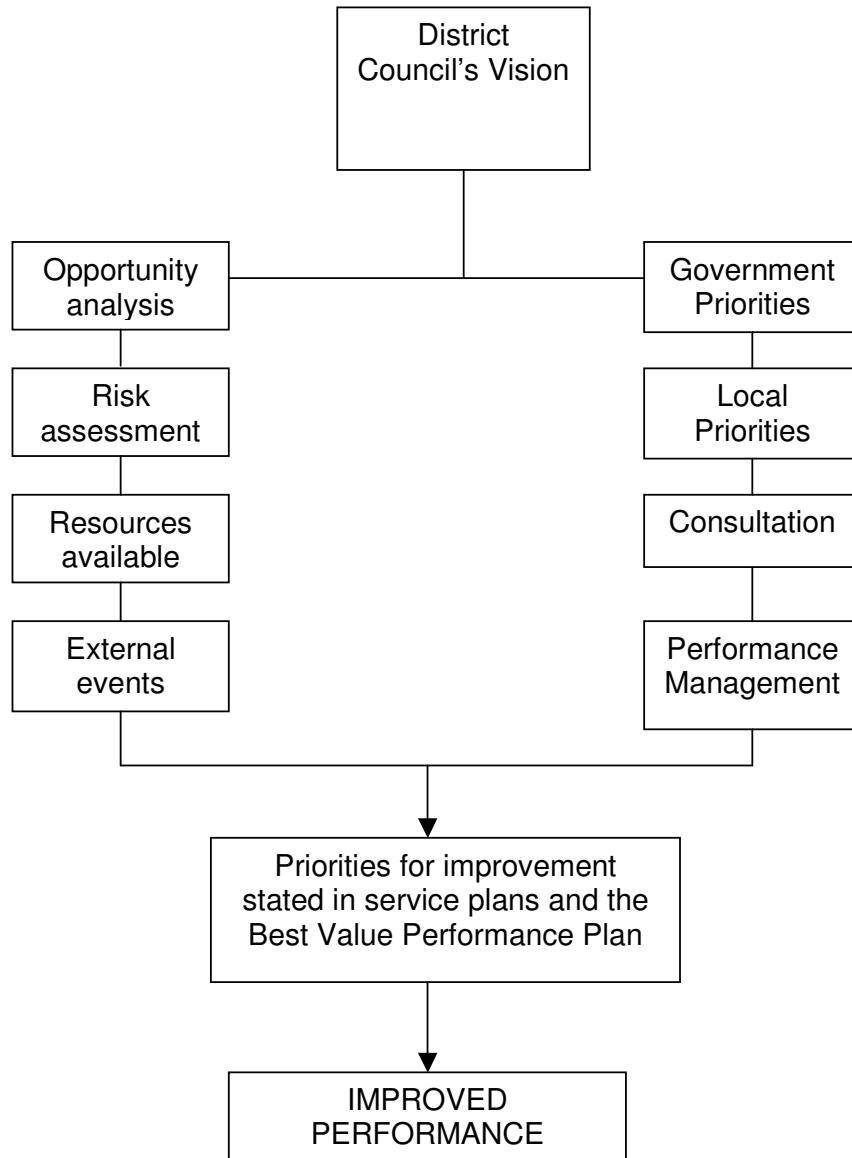 District
Council's Vision
Opportunity
analysis
Government
Priorities
Risk
assessment
Local
Priorities
Resources
available
Consultation
External
events
Performance
Management
Priorities for improvement
stated in service plans and the
Best Value Performance Plan
IMPROVED
PERFORMANCE